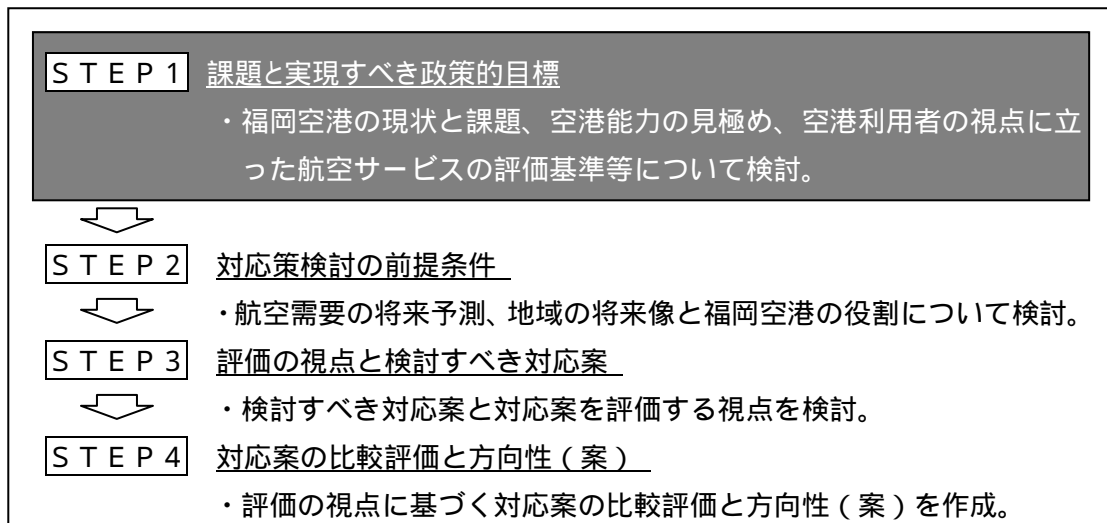 STEP1 課題と実現すべき政策的目標
・福岡空港の現状と課題、空港能力の見極め、空港利用者の視点に立
った航空サービスの評価基準等について検討。
STEP2 対応策検討の前提条件
・航空需要の将来予測、地域の将来像と福岡空港の役割について検討。
STEP3 評価の視点と検討すべき対応案
・検討すべき対応案と対応案を評価する視点を検討。
STEP4 対応案の比較評価と方向性(案)
・評価の視点に基づく対応案の比較評価と方向性(案)を作成。